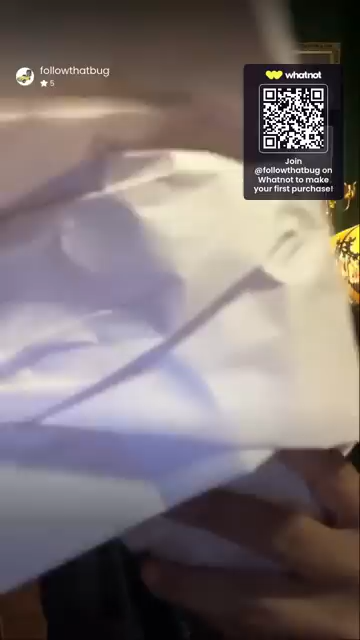 followthatbug
★ 5
whatnot
Join
@followthatbug on
Whatnot to make
your first purchase!